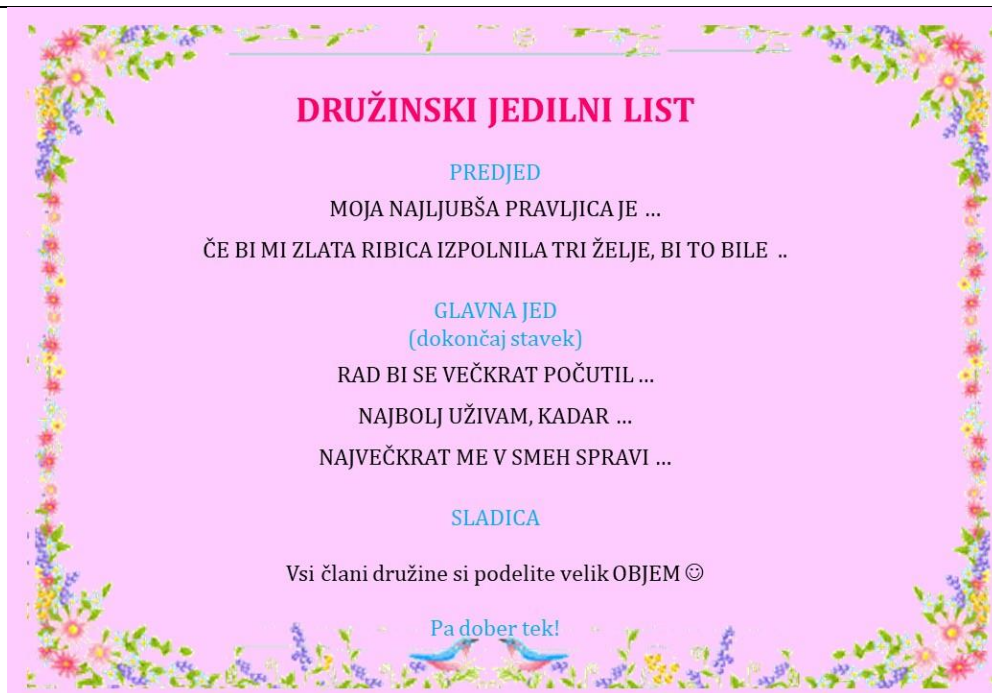 DRUŽINSKI JEDILNI LIST
PREDJED
MOJA NAJLJUBŠA PRAVLJICA JE ...
ČE BI MI ZLATA RIBICA IZPOLNILA TRI ŽELJE, BI TO BILE ..
GLAVNA JED
(dokončaj stavek)
RAD BI SE VEČKRAT POČUTIL ...
NAJBOLJ UŽIVAM, KADAR ...
NAJVEČKRAT ME V SMEH SPRAVI ...
SLADICA
Vsi člani družine si podelite velik OBJEM ☺
Pa dober tek!